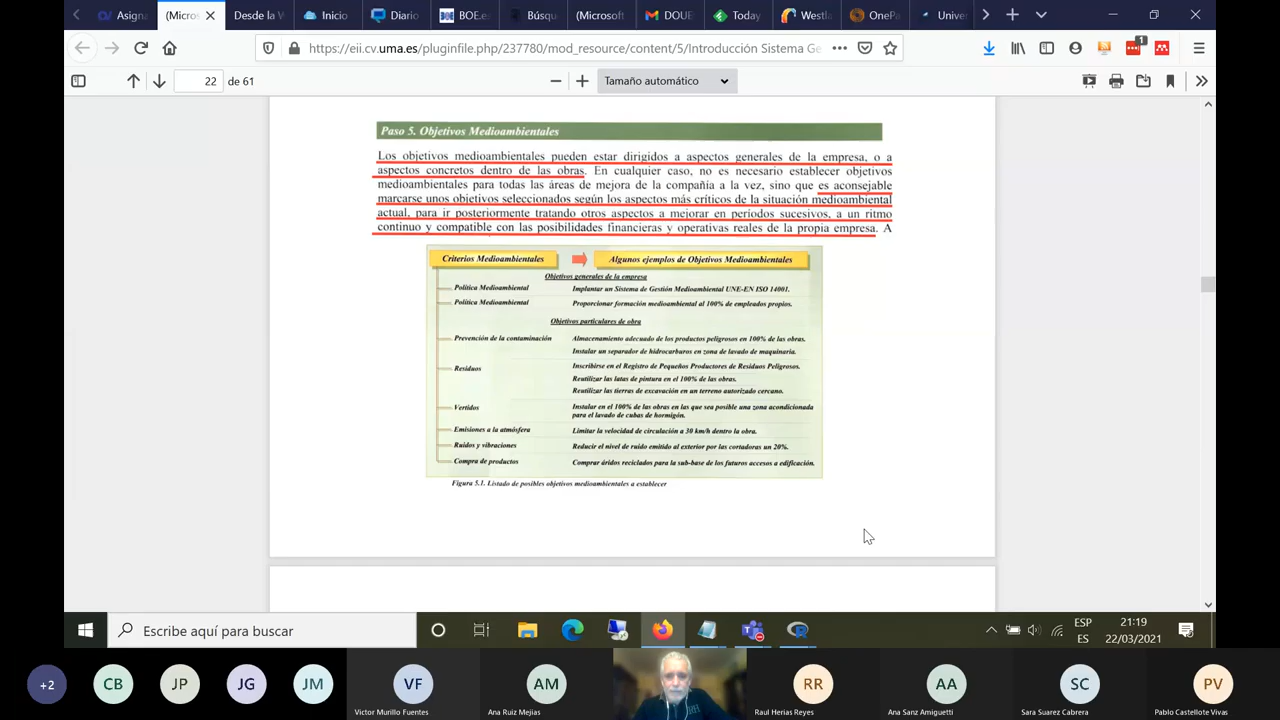 Asigna
(Micros
Desde la W
Inicio
Diario
BOE.es
Búsqu
(Microsoft
DOUE
Today
Westla
OnePa
Univer
https://eii.cv.uma.es/pluginfile.php/237780/mod_resource/content/5/Introducción Sistema Ge
1
22 de 61
Tamaño automático
Paso 5. Objetivos Medioambientales
Los objetivos medioambientales pueden estar dirigidos a aspectos generales de la empresa, o a
aspectos concretos dentro de las obras. En cualquier caso, no es necesario establecer objetivos
medioambientales para todas las áreas de mejora de la compañía a la vez, sino que es aconsejable
marcarse unos objetivos seleccionados según los aspectos más críticos de la situación medioambiental
actual, para ir posteriormente tratando otros aspectos a mejorar en períodos sucesivos, a un ritmo
continuo y compatible con las posibilidades financieras y operativas reales de la propia empresa. A
Criterios Medioambientales
Algunos ejemplos de Objetivos Medioambientales
Objetivos generales de la empresa
Política Medioambiental
Implantar un Sistema de Gestión Medioambiental UNE-EN ISO 14001.
Política Medioambiental
Proporcionar formación medioambiental al 100% de empleados propios.
Objetivos particulares de obra
Prevención de la contaminación
Almacenamiento adecuado de los productos peligrosos en 100% de las obras.
Instalar un separador de hidrocarburos en zona de lavado de maquinaria.
Residuos
Inscribirse en el Registro de Pequeños Productores de Residuos Peligrosos.
Reutilizar las latas de pintura en el 100% de las obras.
Reutilizar las tierras de excavación en un terreno autorizado cercano.
Vertidos
Instalar en el 100% de las obras en las que sea posible una zona acondicionada
para el lavado de cubas de hormigón.
Emisiones a la atmósfera
Limitar la velocidad de circulación a 30 km/h dentro la obra.
Ruidos y vibraciones
Reducir el nivel de ruido emitido al exterior por las cortadoras un 20%.
Compra de productos
Comprar áridos reciclados para la sub-base de los futuros accesos a edificación.
Figura 5.1. Listado de posibles objetivos medioambientales a establecer
Escribe aquí para buscar
ESP
ES
21:19
22/03/2021
+2
CB
JP
JG
JM
VF
Victor Murillo Fuentes
AM
Ana Ruiz Mejias
RR
Raul Herias Reyes
AA
Ana Sanz Amiguetti
SC
Sara Suarez Cabrera
PV
Pablo Castellote Vivas